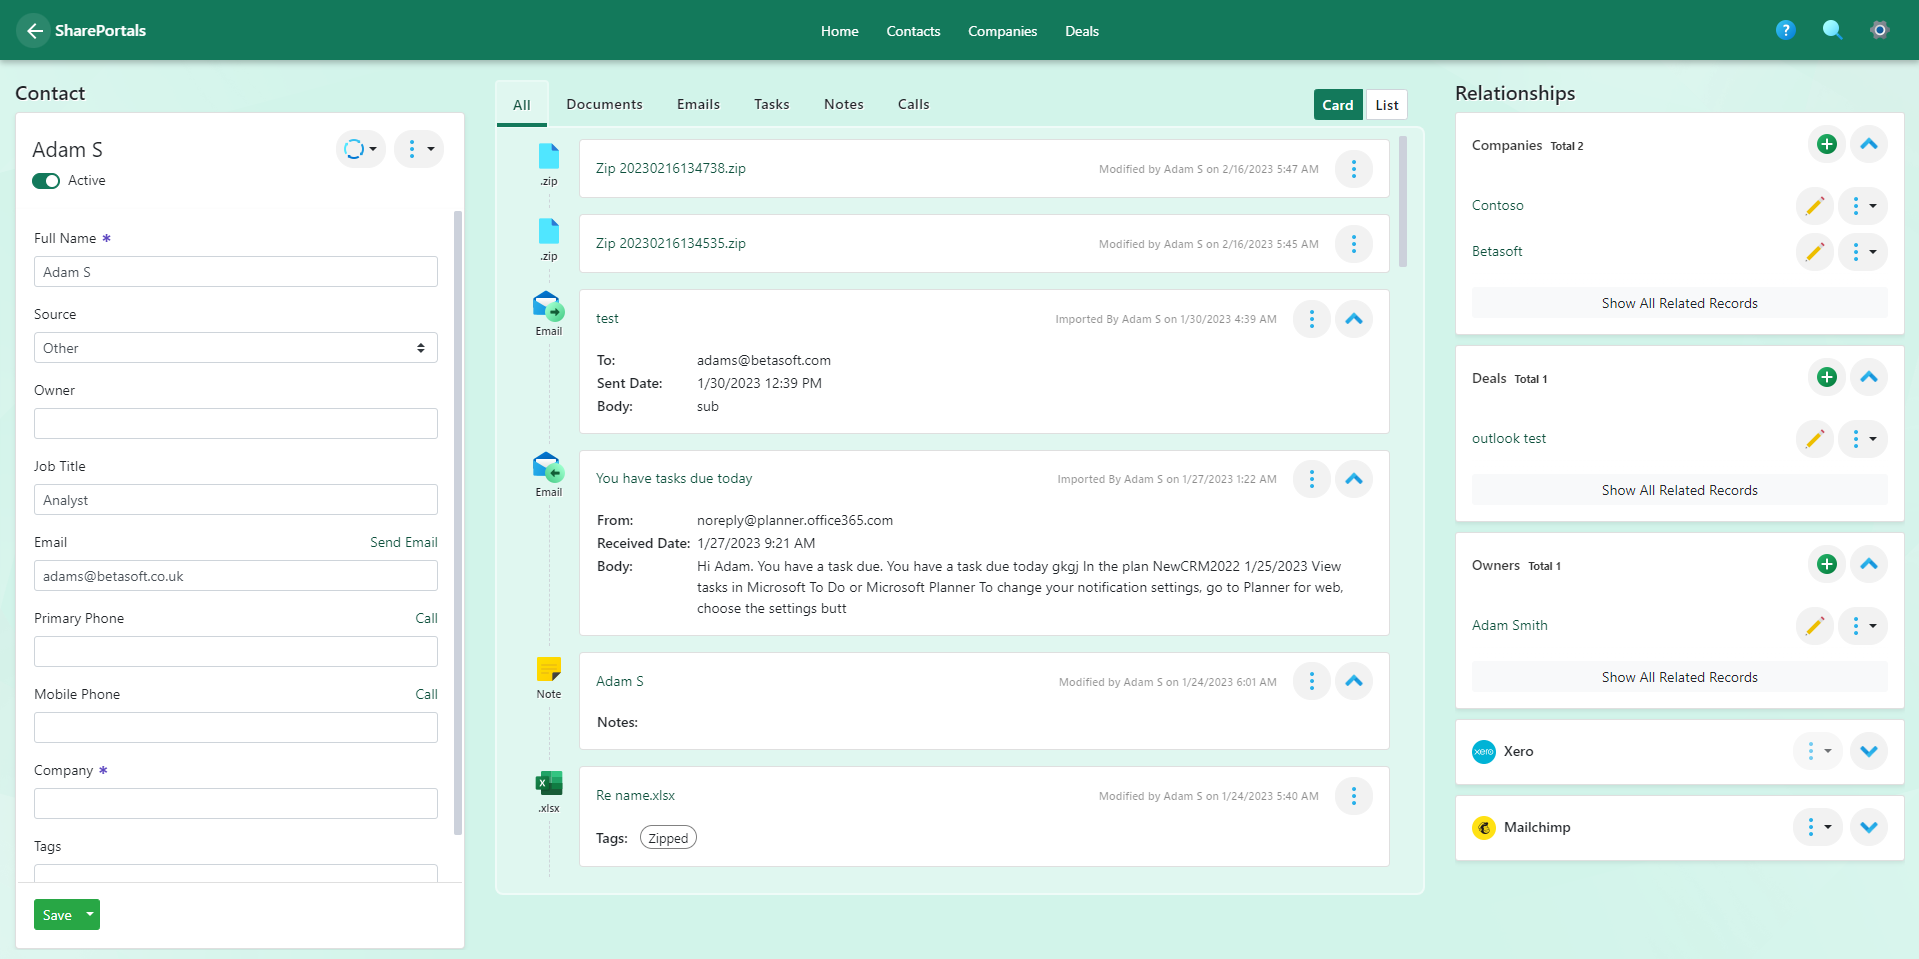 SharePortals
Home
Contacts
Companies
Deals
?
Contact
Adam S
Active
Full Name *
Adam S
Source
Other
Owner
Job Title
Analyst
Email
Send Email
adams@betasoft.co.uk
Primary Phone
Call
Mobile Phone
Call
Company *
Tags
Save
All
Documents
Emails
Tasks
Notes
Calls
Card
List
.zip
Zip 20230216134738.zip
Modified by Adam S on 2/16/2023 5:47 AM
.zip
Zip 20230216134535.zip
Modified by Adam S on 2/16/2023 5:45 AM
Email
test
Imported By Adam S on 1/30/2023 4:39 AM
To: adams@betasoft.com
Sent Date: 1/30/2023 12:39 PM
Body: sub
Email
You have tasks due today
Imported By Adam S on 1/27/2023 1:22 AM
From: noreply@planner.office365.com
Received Date: 1/27/2023 9:21 AM
Body: Hi Adam. You have a task due. You have a task due today gkgj In the plan NewCRM2022 1/25/2023 View
tasks in Microsoft To Do or Microsoft Planner To change your notification settings, go to Planner for web,
choose the settings butt
Note
Adam S
Modified by Adam S on 1/24/2023 6:01 AM
Notes:
X
.xlsx
Re name.xlsx
Modified by Adam S on 1/24/2023 5:40 AM
Tags: Zipped
Relationships
Companies Total 2
Contoso
Betasoft
Show All Related Records
Deals Total 1
outlook test
Show All Related Records
Owners Total 1
Adam Smith
Show All Related Records
xero
Xero
Mailchimp